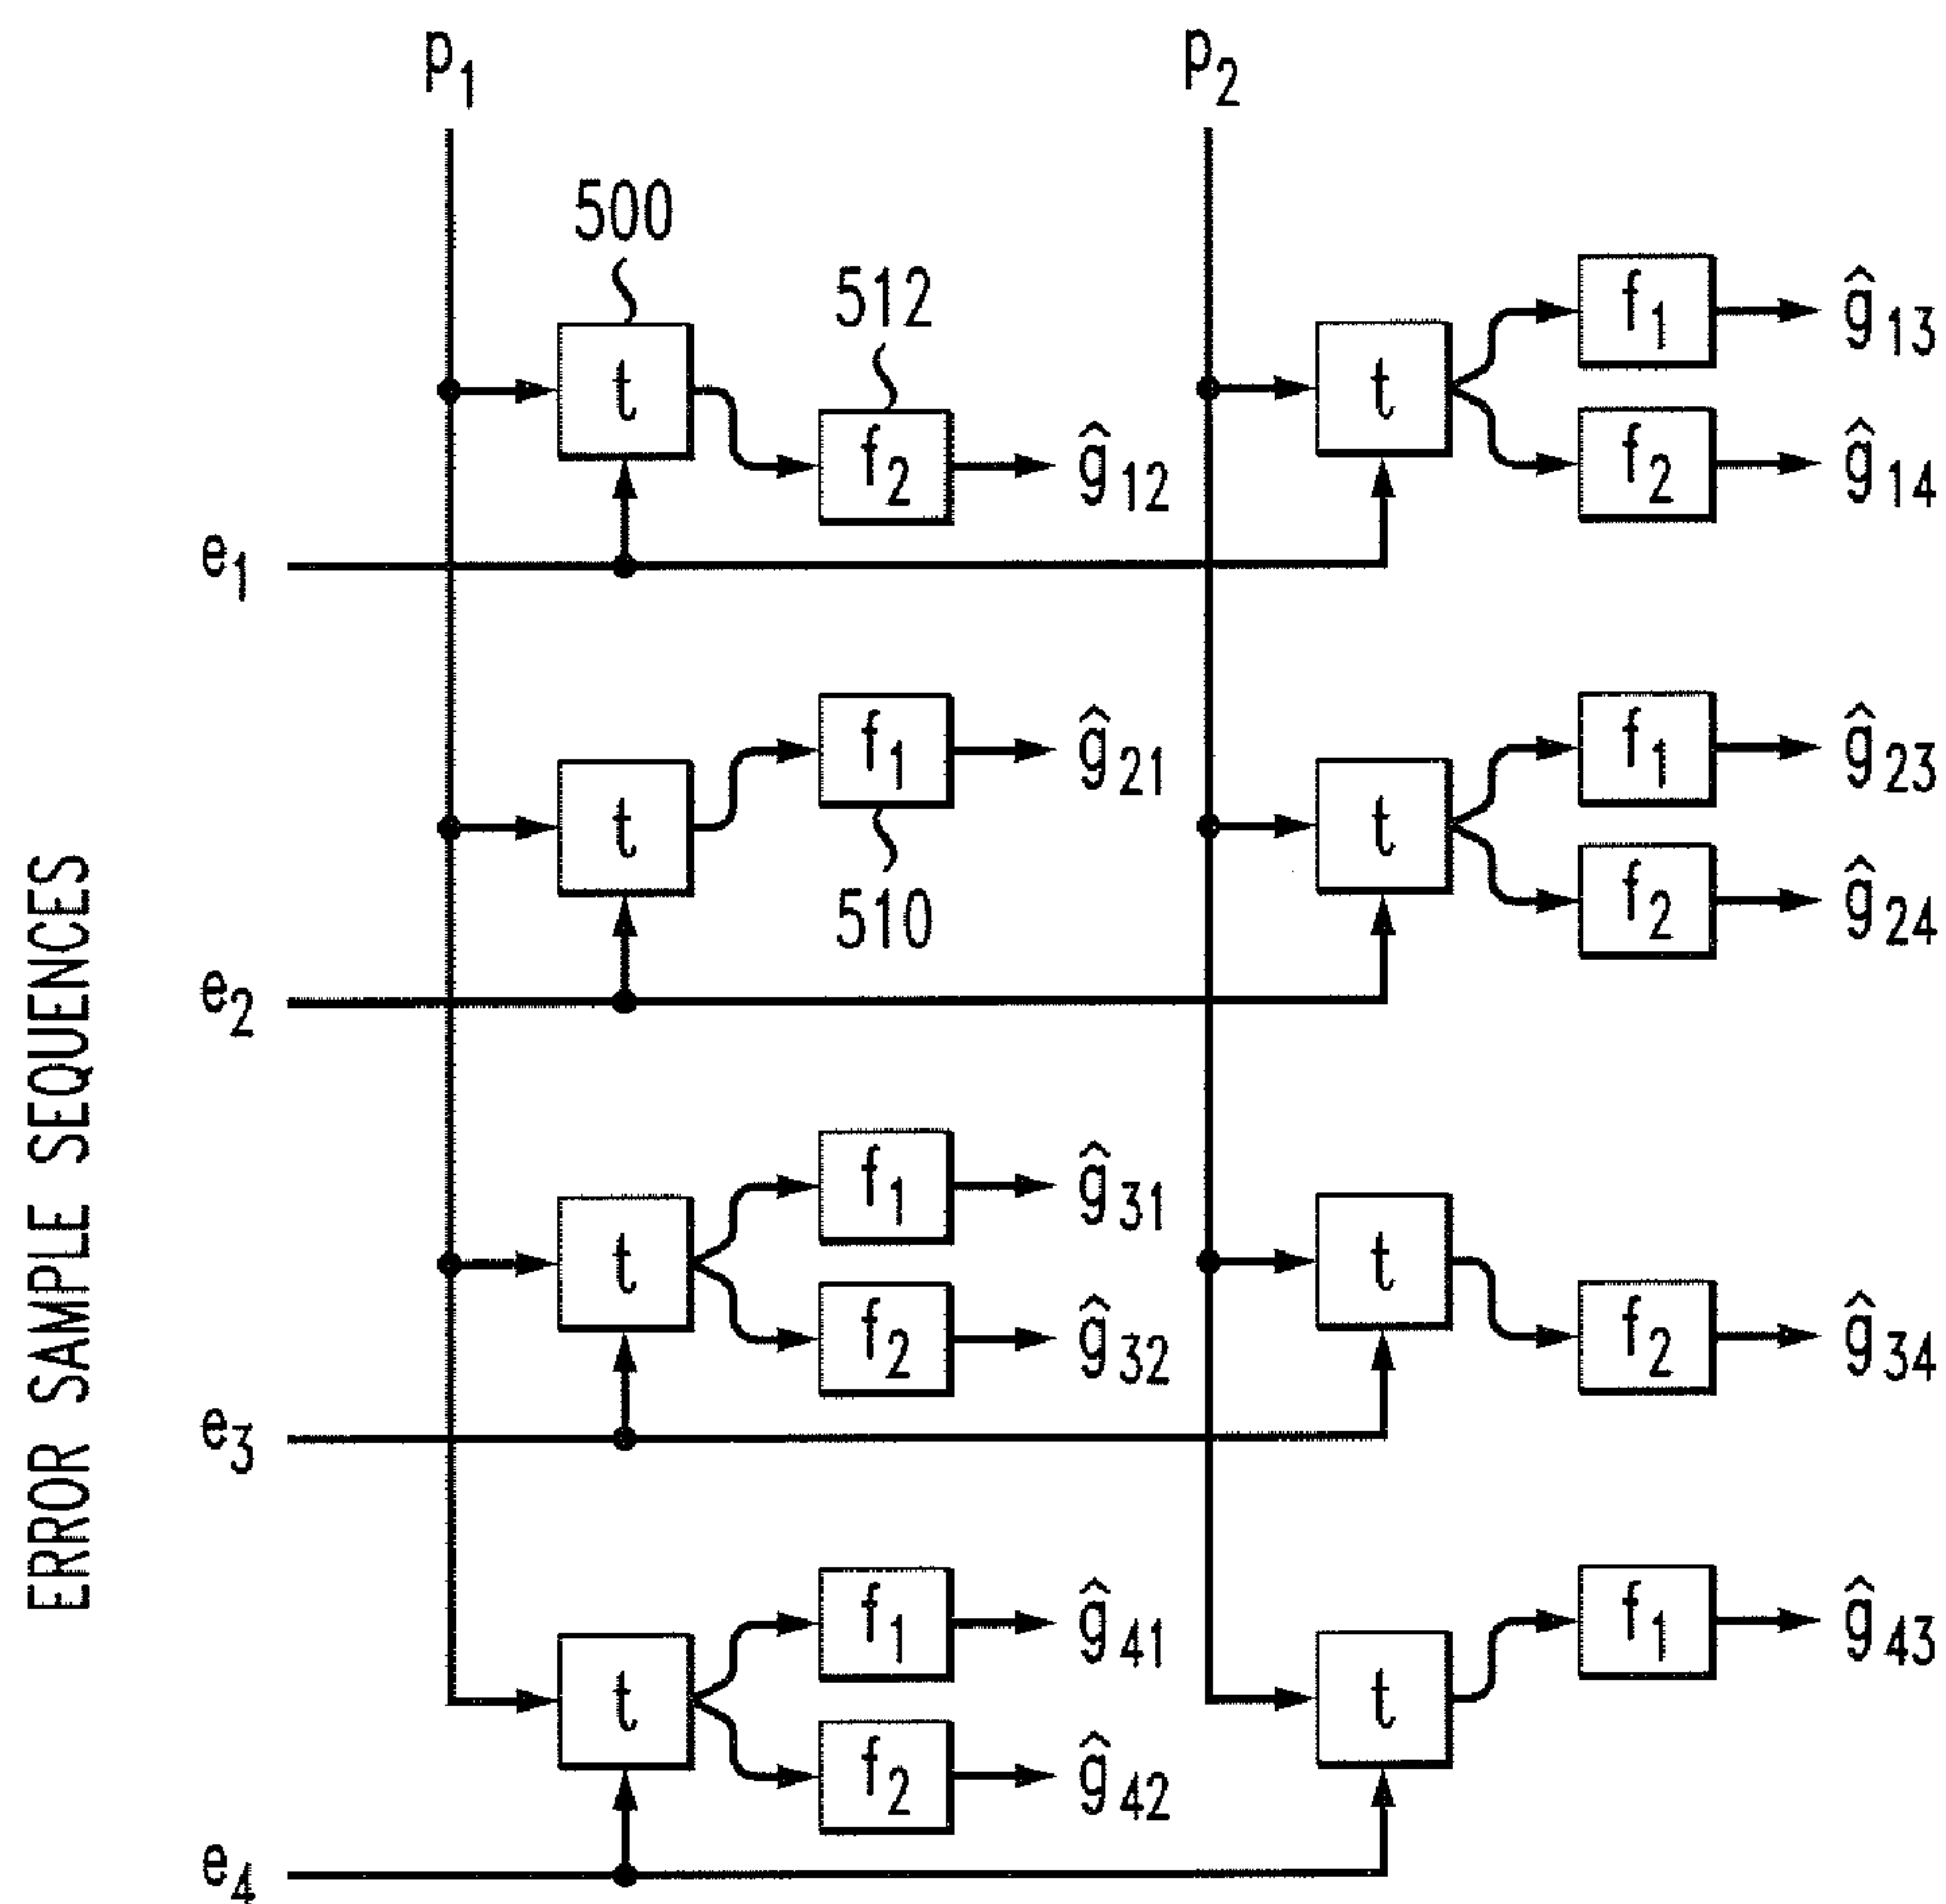 p1 p2
500
512
t f2 ĝ12
t f1 ĝ13
f2 ĝ14
e1
t f1 ĝ21
510
t f1 ĝ23
f2 ĝ24
e2
t f1 ĝ31
f2 ĝ32
t f2 ĝ34
e3
t f1 ĝ41
f2 ĝ42
t f1 ĝ43
e4
ERROR SAMPLE SEQUENCES